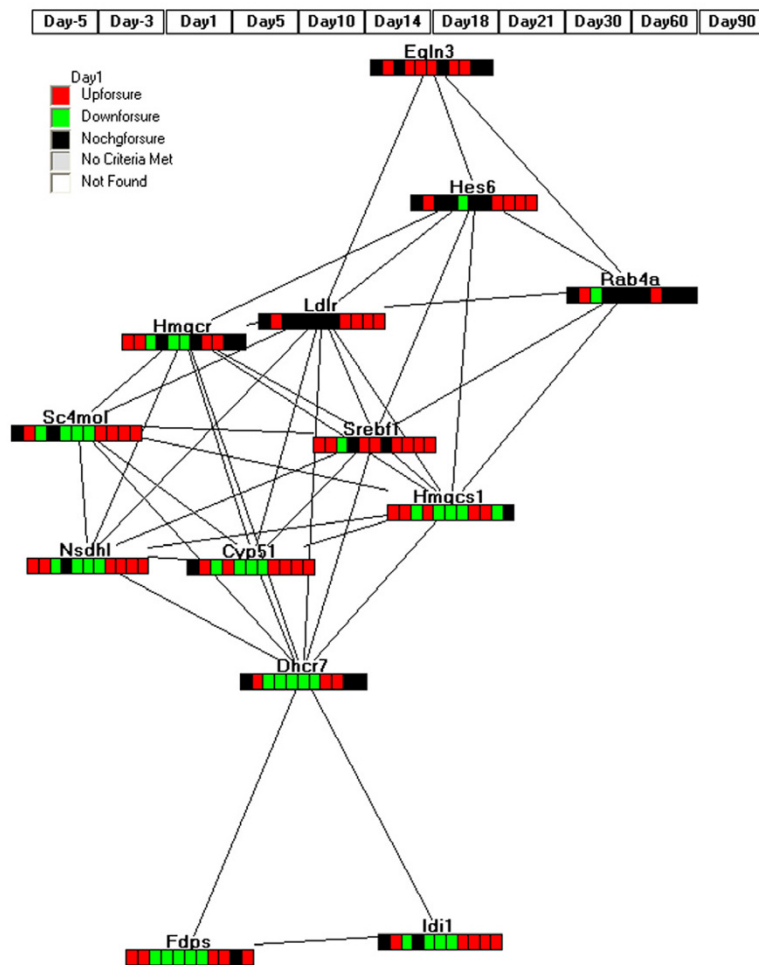 Day-5 Day-3 Day1 Day5 Day10 Day14 Day18 Day21 Day30 Day60 Day90
Egln3
Day1
Upforsure
Downforsure
Nochgforsure
No Criteria Met
Not Found
Hes6
Rab4a
Ldlr
Hmgcr
Sc4mol
Srebf1
Hmgcs1
Nsdhl
Cyp51
Dhcr7
Idi1
Fdps